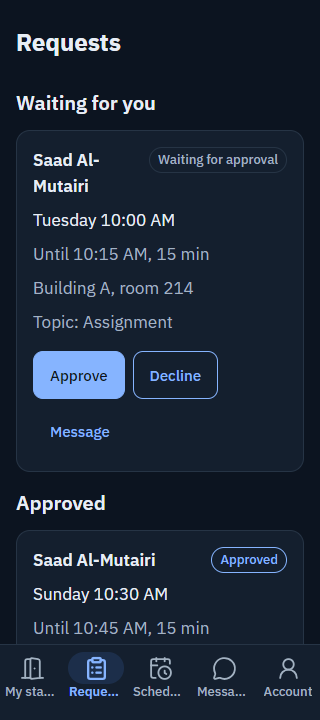 Requests
Waiting for you
Saad Al-
Mutairi
Waiting for approval
Tuesday 10:00 AM
Until 10:15 AM, 15 min
Building A, room 214
Topic: Assignment
Approve
Decline
Message
Approved
Saad Al-Mutairi
Approved
Sunday 10:30 AM
Until 10:45 AM, 15 min
My sta...
Reque...
Sched...
Messa...
Account